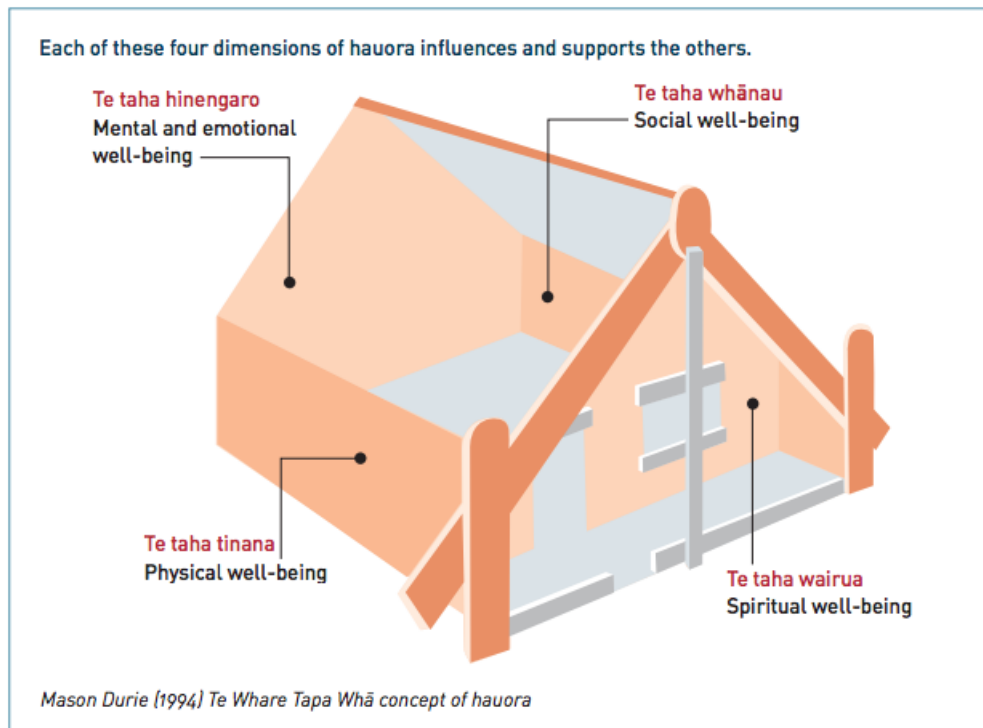 Each of these four dimensions of hauora influences and supports the others.
Te taha hinengaro
Mental and emotional
well-being
Te taha whānau
Social well-being
Te taha tinana
Physical well-being
Te taha wairua
Spiritual well-being
Mason Durie (1994) Te Whare Tapa Whā concept of hauora